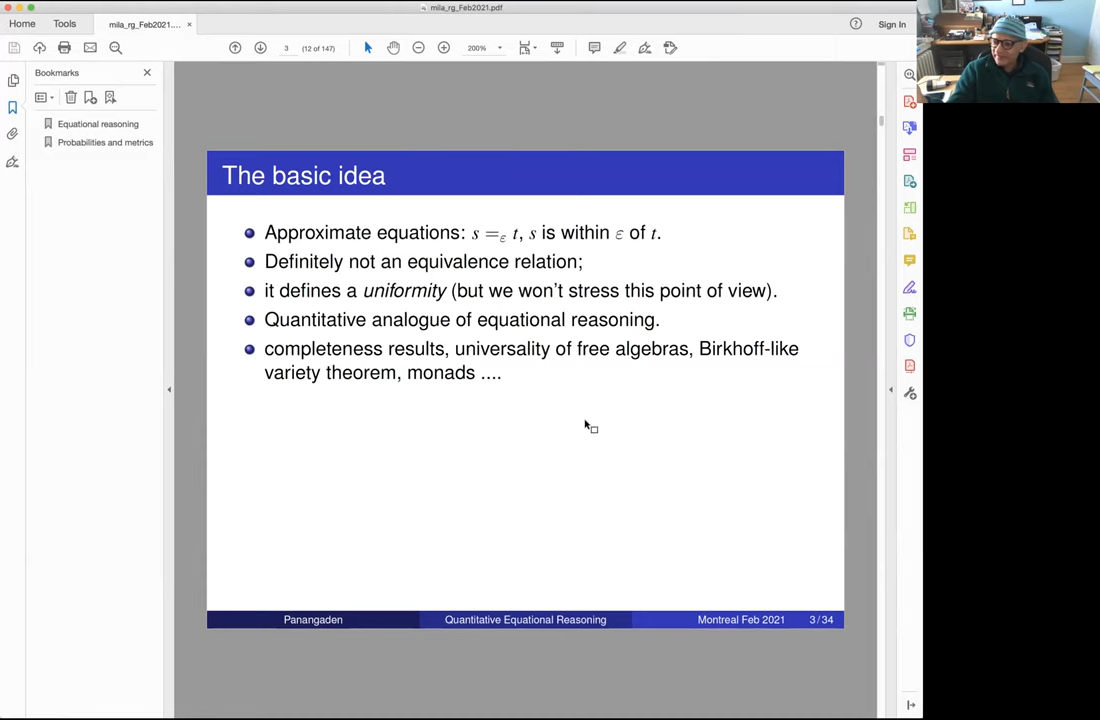 mila_rg_Feb2021.pdf
Home Tools mila_rg_Feb2021.... × Sign In
3 (12 of 147) 200%
Bookmarks
Equational reasoning
Probabilities and metrics
The basic idea
Approximate equations: s =ε t, s is within ε of t.
Definitely not an equivalence relation;
it defines a uniformity (but we won't stress this point of view).
Quantitative analogue of equational reasoning.
completeness results, universality of free algebras, Birkhoff-like
variety theorem, monads ....
Panangaden Quantitative Equational Reasoning Montreal Feb 2021 3 / 34